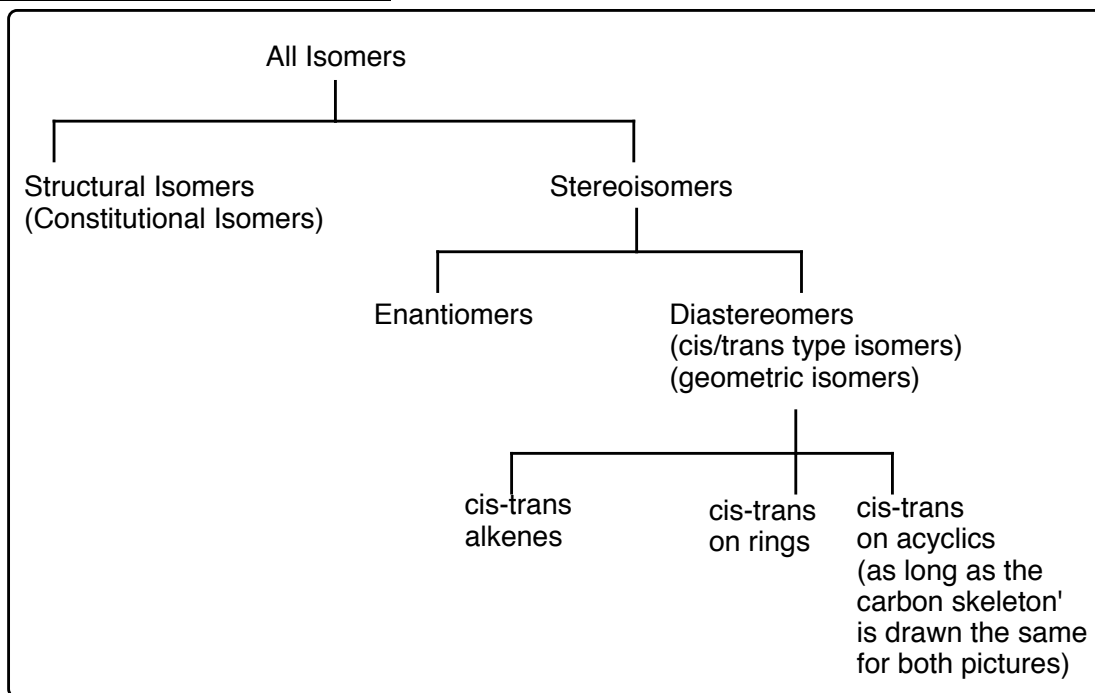 All Isomers
Structural Isomers
(Constitutional Isomers)
Stereoisomers
Enantiomers
Diastereomers
(cis/trans type isomers)
(geometric isomers)
cis-trans
alkenes
cis-trans
on rings
cis-trans
on acyclics
(as long as the
carbon skeleton'
is drawn the same
for both pictures)